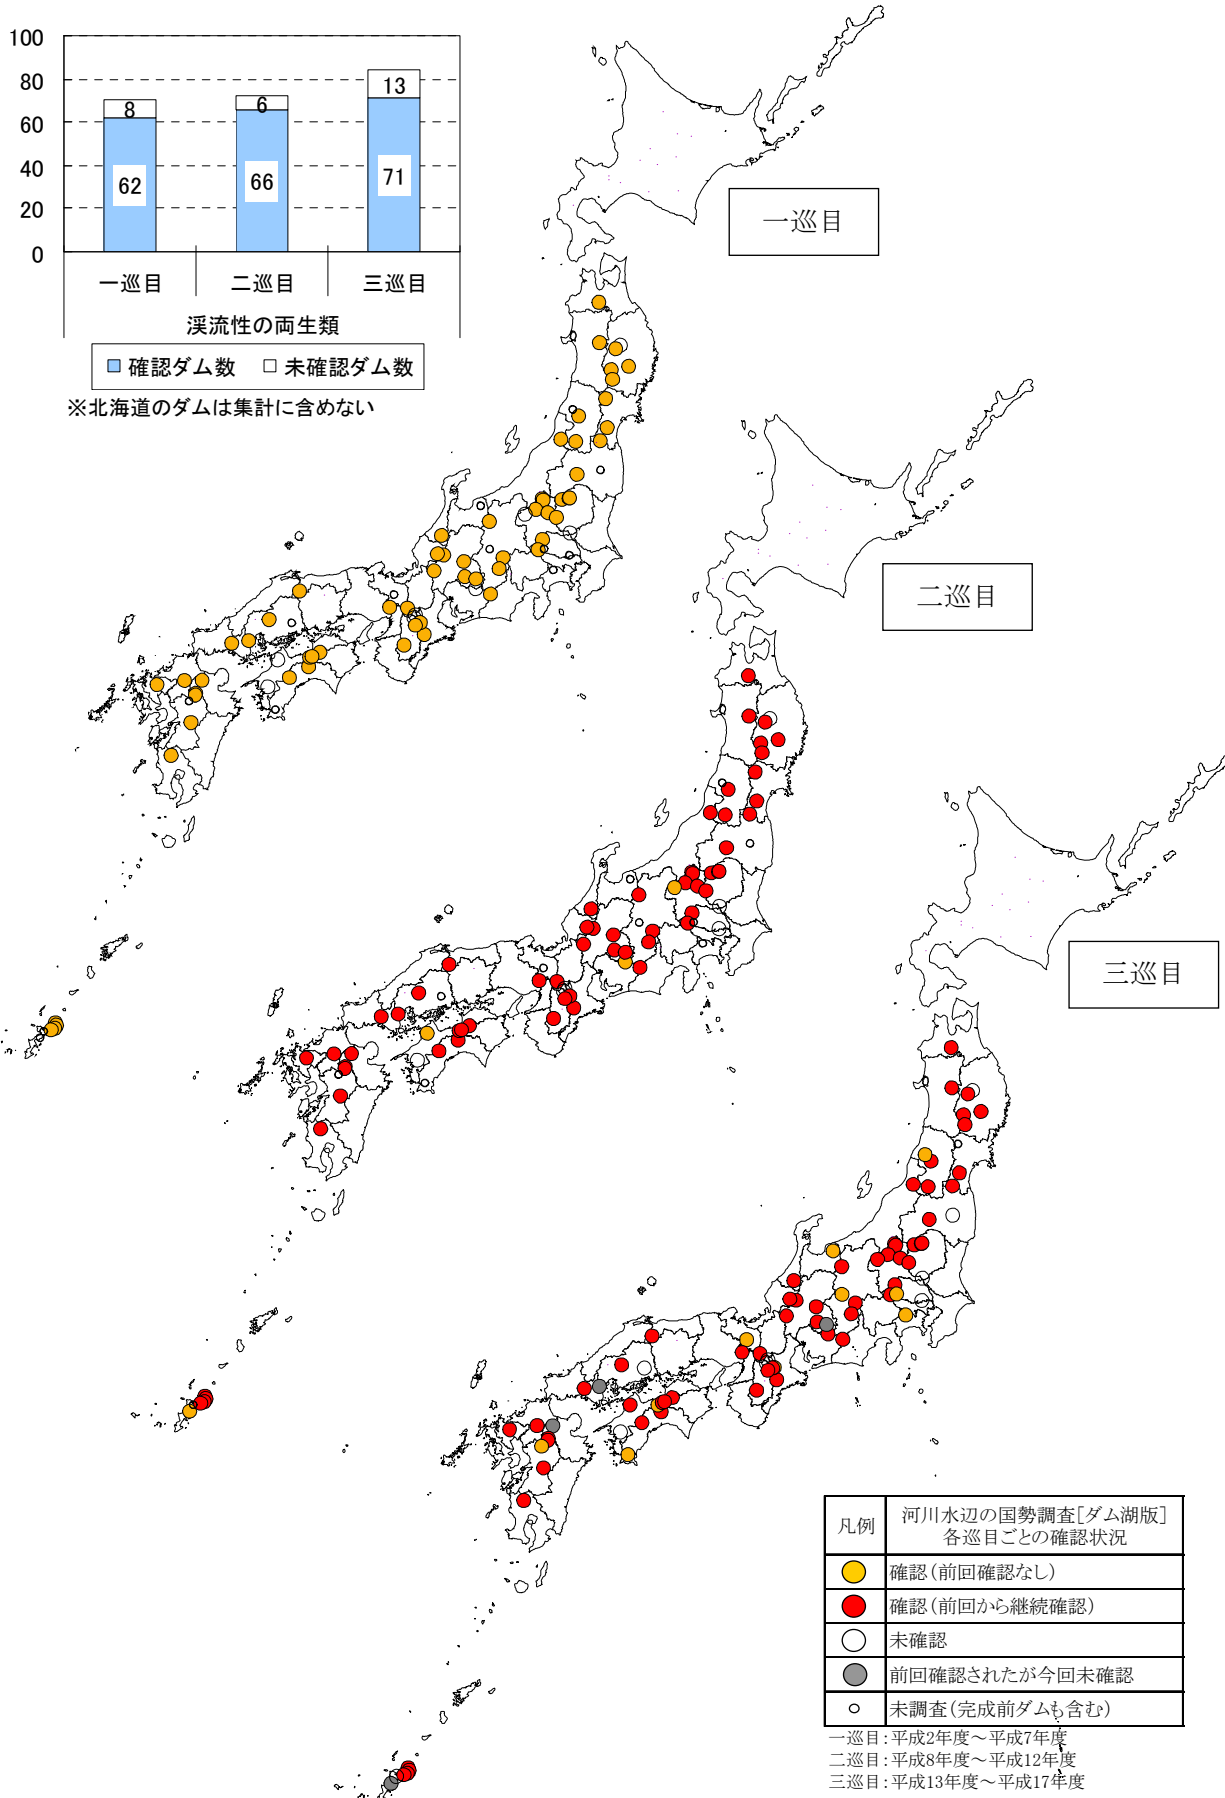 100
80
60
40
20
0
8
6
13
62
66
71
一巡目
二巡目
三巡目
渓流性の両生類
確認ダム数 未確認ダム数
※北海道のダムは集計に含めない
一巡目
二巡目
三巡目
凡例
河川水辺の国勢調査[ダム湖版]
各巡目ごとの確認状況
確認(前回確認なし)
確認(前回から継続確認)
未確認
前回確認されたが今回未確認
未調査(完成前ダムも含む)
一巡目:平成2年度~平成7年度
二巡目:平成8年度~平成12年度
三巡目:平成13年度~平成17年度